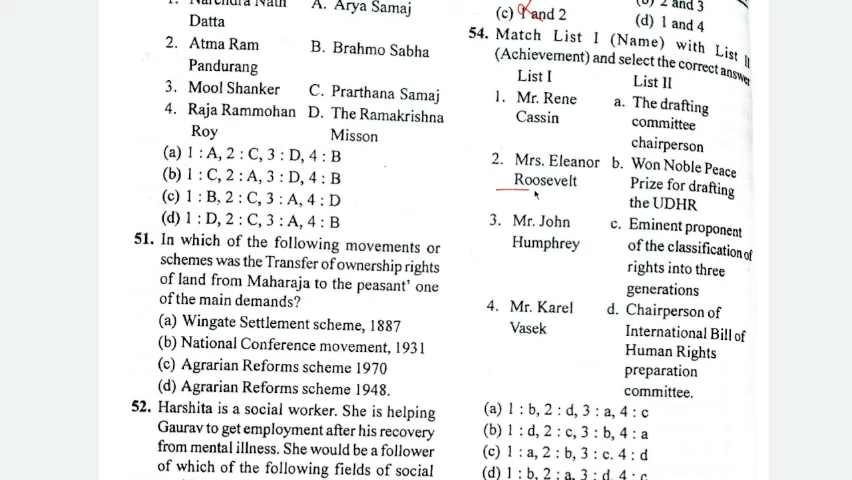 1. Narendra Nath A. Arya Samaj
Datta
2. Atma Ram B. Brahmo Sabha
Pandurang
3. Mool Shanker C. Prarthana Samaj
4. Raja Rammohan D. The Ramakrishna
Roy Misson
(a) 1 : A, 2 : C, 3 : D, 4 : B
(b) 1 : C, 2 : A, 3 : D, 4 : B
(c) 1 : B, 2 : C, 3 : A, 4 : D
(d) 1 : D, 2 : C, 3 : A, 4 : B
51. In which of the following movements or
schemes was the Transfer of ownership rights
of land from Maharaja to the peasant' one
of the main demands?
(a) Wingate Settlement scheme, 1887
(b) National Conference movement, 1931
(c) Agrarian Reforms scheme 1970
(d) Agrarian Reforms scheme 1948.
52. Harshita is a social worker. She is helping
Gaurav to get employment after his recovery
from mental illness. She would be a follower
of which of the following fields of social
(b) 2 and 3
(c) 1 and 2
(d) 1 and 4
54. Match List I (Name) with List II
(Achievement) and select the correct answer
List I List II
1. Mr. Rene a. The drafting
Cassin committee
chairperson
2. Mrs. Eleanor b. Won Noble Peace
Roosevelt Prize for drafting
the UDHR
3. Mr. John c. Eminent proponent
Humphrey of the classification of
rights into three
generations
4. Mr. Karel d. Chairperson of
Vasek International Bill of
Human Rights
preparation
committee.
(a) 1 : b, 2 : d, 3 : a, 4 : c
(b) 1 : d, 2 : c, 3 : b, 4 : a
(c) 1 : a, 2 : b, 3 : c. 4 : d
(d) 1 : b, 2 : a, 3 : d, 4 : c